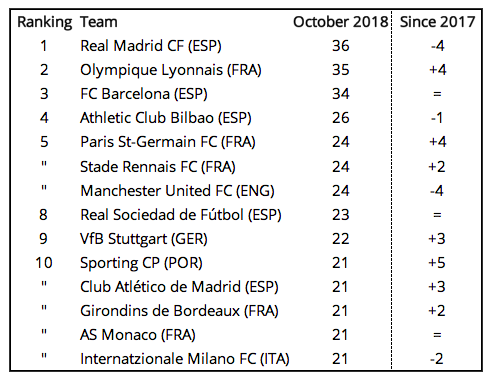 Ranking Team October 2018 Since 2017
1 Real Madrid CF (ESP) 36 -4
2 Olympique Lyonnais (FRA) 35 +4
3 FC Barcelona (ESP) 34 =
4 Athletic Club Bilbao (ESP) 26 -1
5 Paris St-Germain FC (FRA) 24 +4
" Stade Rennais FC (FRA) 24 +2
" Manchester United FC (ENG) 24 -4
8 Real Sociedad de Fútbol (ESP) 23 =
9 VfB Stuttgart (GER) 22 +3
10 Sporting CP (POR) 21 +5
" Club Atlético de Madrid (ESP) 21 +3
" Girondins de Bordeaux (FRA) 21 +2
" AS Monaco (FRA) 21 =
" Internatzionale Milano FC (ITA) 21 -2